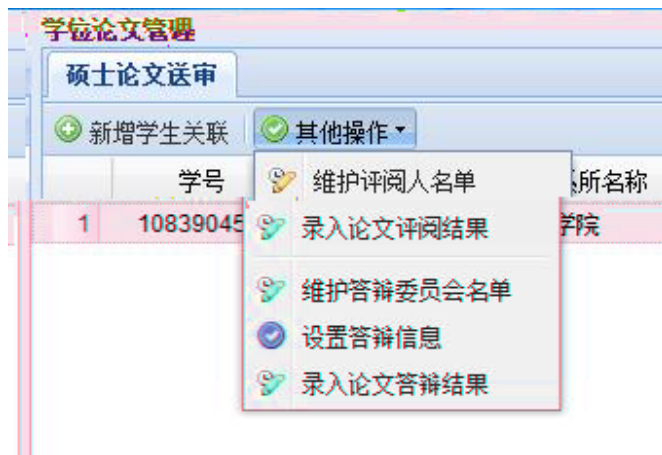 学位论文管理
硕士论文送审
新增学生关联 其他操作
学号 所名称
1 10839045 学院
维护评阅人名单
录入论文评阅结果
维护答辩委员会名单
设置答辩信息
录入论文答辩结果